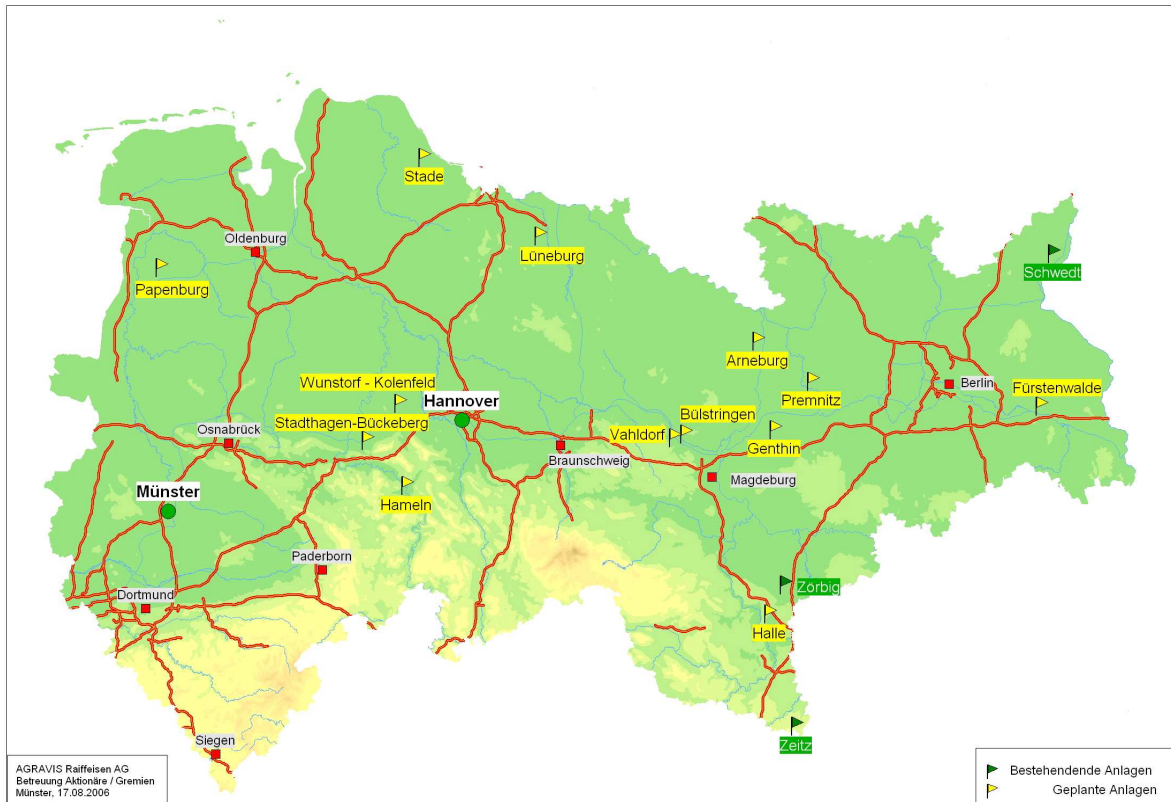 Stade
Oldenburg
Lüneburg
Schwedt
Papenburg
Arneburg
Wunstorf - Kolenfeld
Premnitz
Berlin
Fürstenwalde
Hannover
Bülstringen
Stadthagen-Bückeberg
Osnabrück
Vahldorf
Genthin
Braunschweig
Magdeburg
Münster
Hameln
Paderborn
Zörbig
Dortmund
Halle
Siegen
Zeitz
AGRAVIS Raiffeisen AG
Betreuung Aktionäre / Gremien
Münster, 17.08.2006
Bestehendende Anlagen
Geplante Anlagen